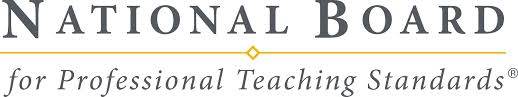 NATIONAL BOARD
for Professional Teaching Standards®